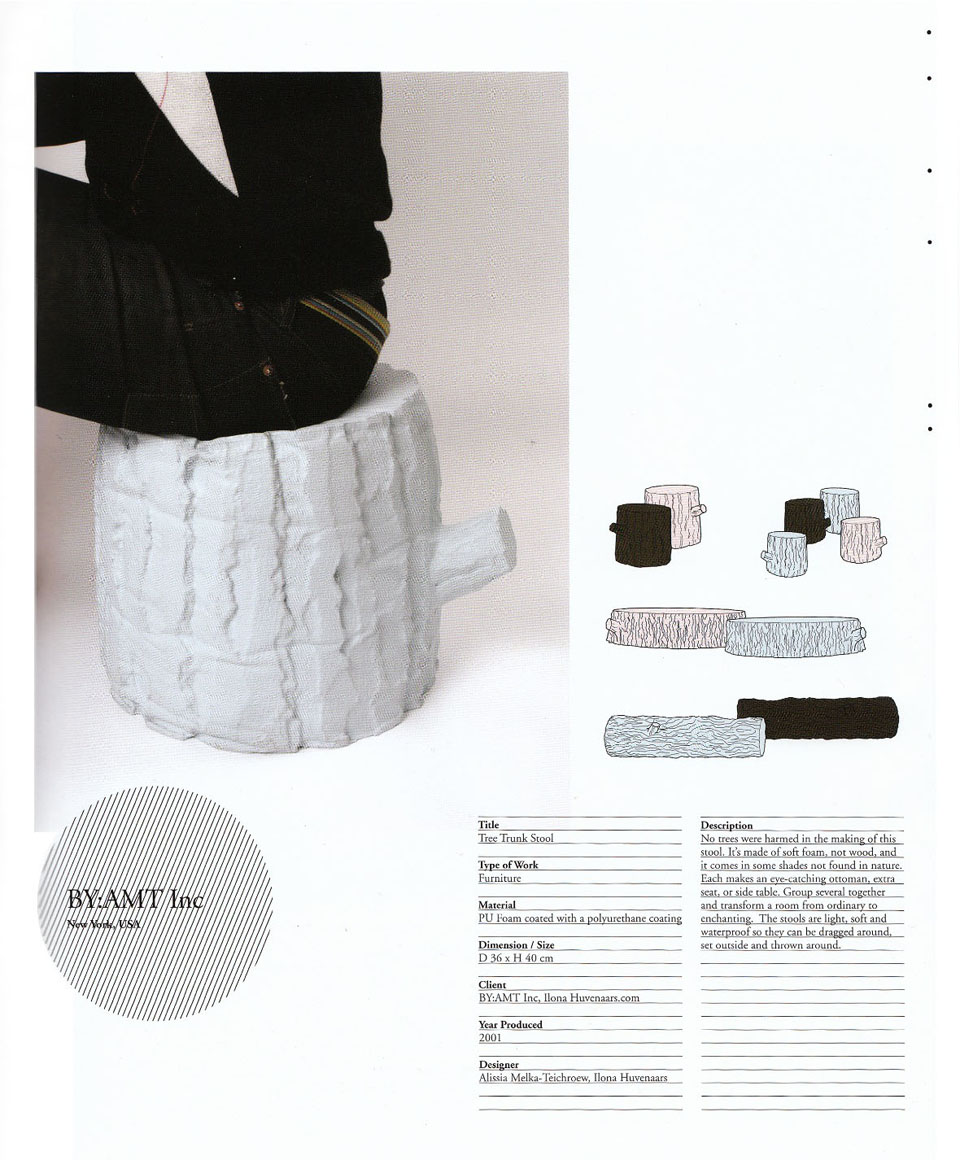 BY:AMT Inc
New York, USA
Title
Tree Trunk Stool
Type of Work
Furniture
Material
PU Foam coated with a polyurethane coating
Dimension / Size
D 36 x H 40 cm
Client
BY:AMT Inc, Ilona Huvenaars.com
Year Produced
2001
Designer
Alissia Melka-Teichroew, Ilona Huvenaars
Description
No trees were harmed in the making of this
stool. It's made of soft foam, not wood, and
it comes in some shades not found in nature.
Each makes an eye-catching ottoman, extra
seat, or side table. Group several together
and transform a room from ordinary to
enchanting. The stools are light, soft and
waterproof so they can be dragged around,
set outside and thrown around.